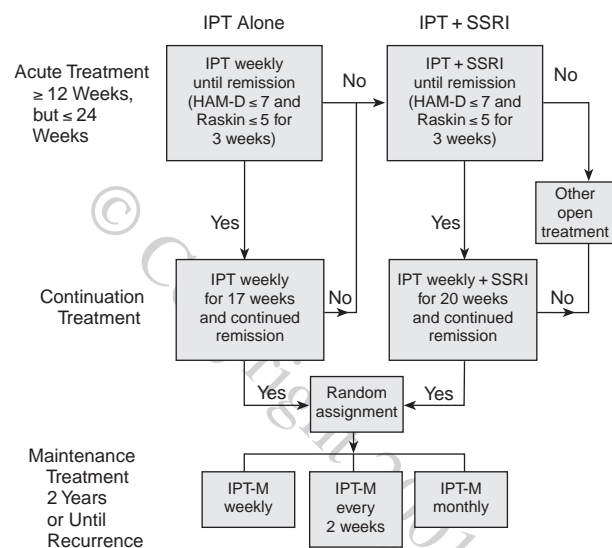 IPT Alone
IPT + SSRI
Acute Treatment
≥ 12 Weeks,
but ≤ 24
Weeks
IPT weekly
until remission
(HAM-D ≤ 7 and
Raskin ≤ 5 for
3 weeks)
No
IPT + SSRI
until remission
(HAM-D ≤ 7 and
Raskin ≤ 5 for
3 weeks)
No
Other
open
treatment
Yes
Yes
Continuation
Treatment
IPT weekly
for 17 weeks
and continued
remission
No
IPT weekly + SSRI
for 20 weeks
and continued
remission
No
Yes
Random
assignment
Yes
Maintenance
Treatment
2 Years
or Until
Recurrence
IPT-M
weekly
IPT-M
every
2 weeks
IPT-M
monthly